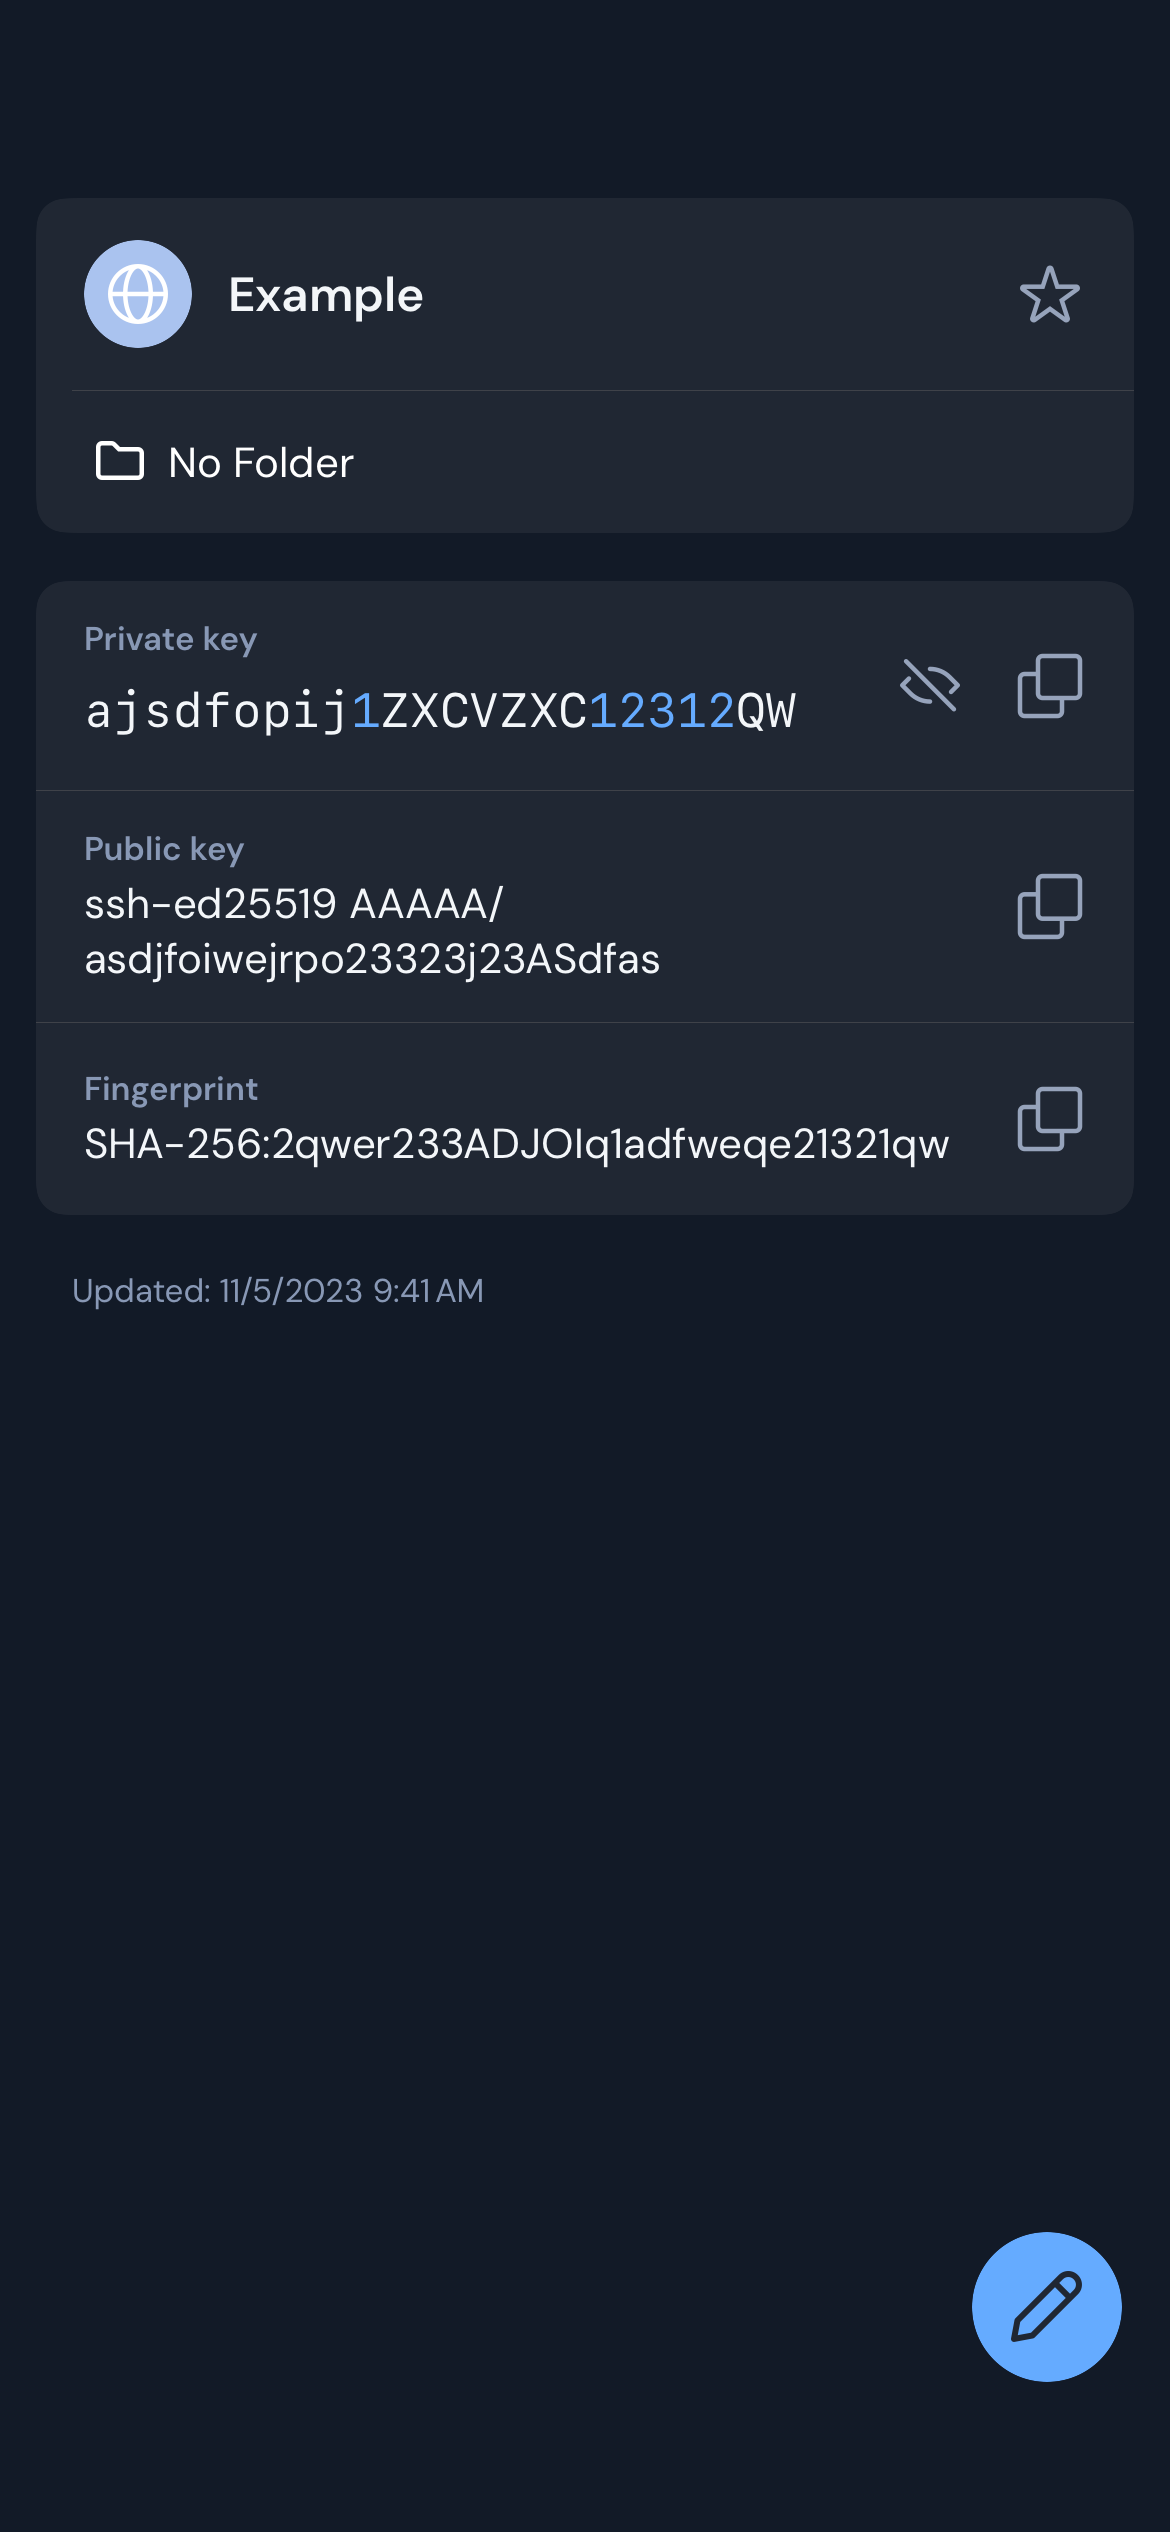 Example
No Folder
Private key
ajsdfopij1ZXCVZXC12312QW
Public key
ssh-ed25519 AAAAA/
asdjfoiwejrpo23323j23ASdfas
Fingerprint
SHA-256:2qwer233ADJOIq1adfweqe21321qw
Updated: 11/5/2023 9:41 AM